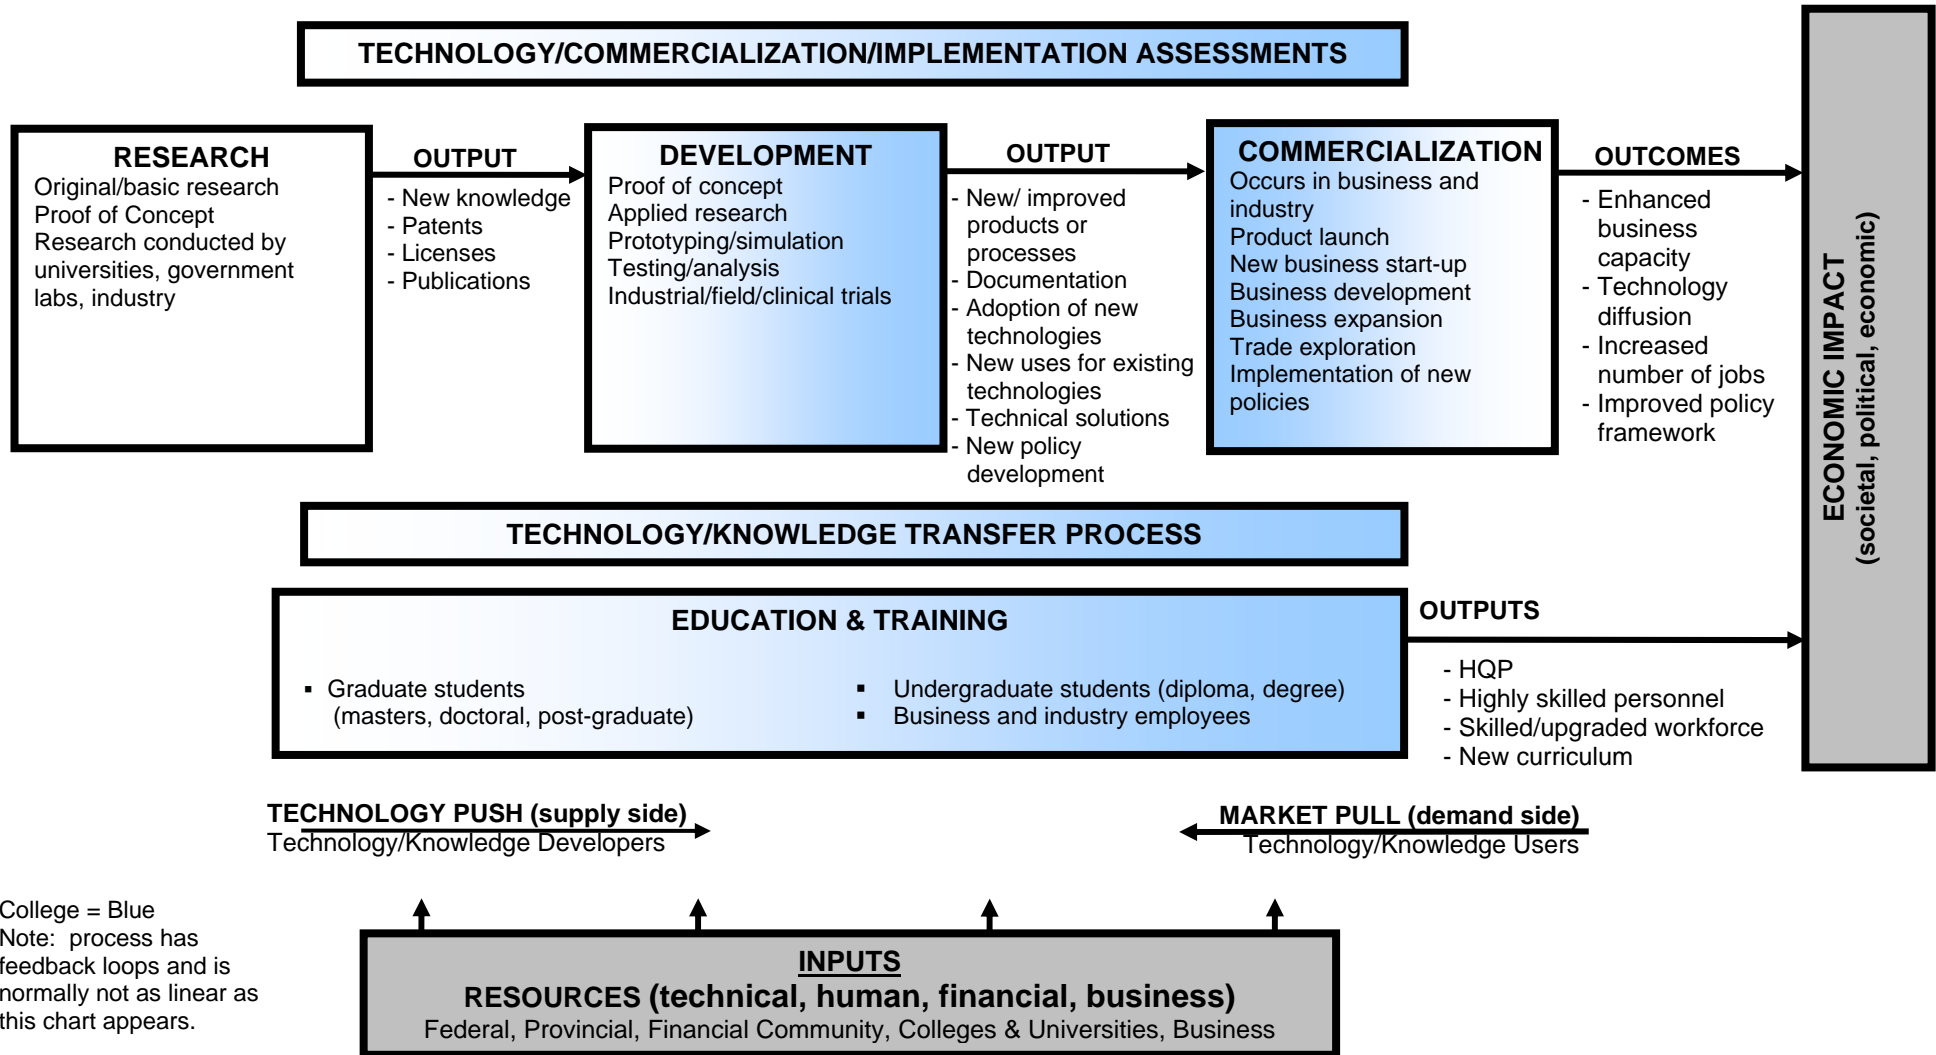 TECHNOLOGY/COMMERCIALIZATION/IMPLEMENTATION ASSESSMENTS
RESEARCH
Original/basic research
Proof of Concept
Research conducted by
universities, government
labs, industry
OUTPUT
- New knowledge
- Patents
- Licenses
- Publications
DEVELOPMENT
Proof of concept
Applied research
Prototyping/simulation
Testing/analysis
Industrial/field/clinical trials
OUTPUT
- New/ improved
products or
processes
- Documentation
- Adoption of new
technologies
- New uses for existing
technologies
- Technical solutions
- New policy
development
COMMERCIALIZATION
Occurs in business and
industry
Product launch
New business start-up
Business development
Business expansion
Trade exploration
Implementation of new
policies
OUTCOMES
- Enhanced
business
capacity
- Technology
diffusion
- Increased
number of jobs
- Improved policy
framework
ECONOMIC IMPACT
(societal, political, economic)
TECHNOLOGY/KNOWLEDGE TRANSFER PROCESS
EDUCATION & TRAINING
▪ Graduate students
(masters, doctoral, post-graduate)
▪ Undergraduate students (diploma, degree)
▪ Business and industry employees
OUTPUTS
- HQP
- Highly skilled personnel
- Skilled/upgraded workforce
- New curriculum
TECHNOLOGY PUSH (supply side)
Technology/Knowledge Developers
MARKET PULL (demand side)
Technology/Knowledge Users
College = Blue
Note: process has
feedback loops and is
normally not as linear as
this chart appears.
INPUTS
RESOURCES (technical, human, financial, business)
Federal, Provincial, Financial Community, Colleges & Universities, Business